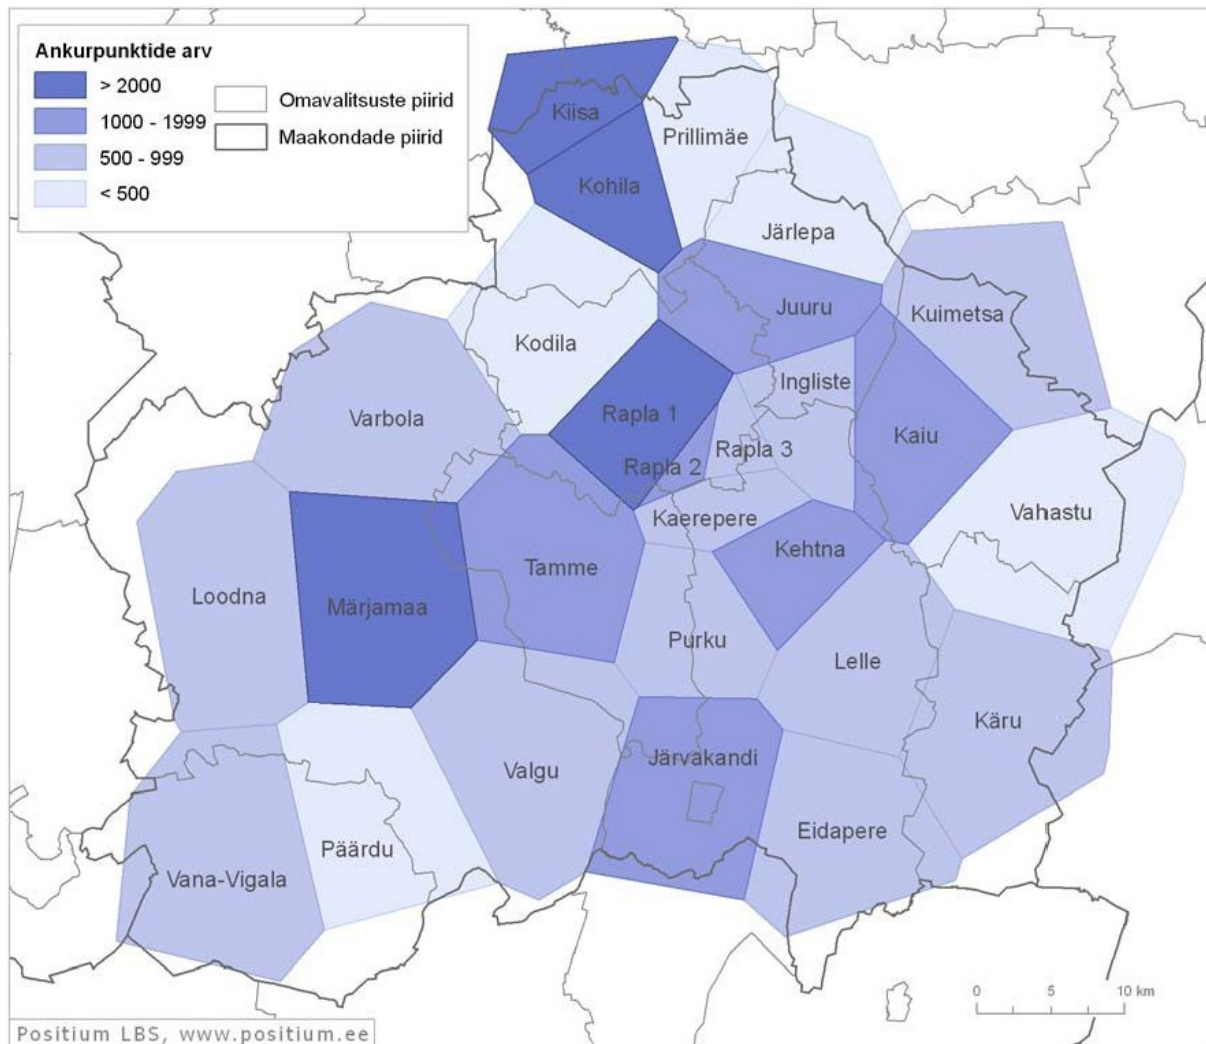 Ankurpunktide arv
> 2000
1000 - 1999
500 - 999
< 500
Omavalitsuste piirid
Maakondade piirid
Kiisa
Prillimäe
Kohila
Järlepa
Juuru
Kuimetsa
Kodila
Ingliste
Rapla 1
Varbola
Kaiu
Rapla 3
Rapla 2
Kaerepere
Vahastu
Kehtna
Tamme
Loodna
Märjamaa
Purku
Lelle
Käru
Järvakandi
Valgu
Eidapere
Päärdu
Vana-Vigala
0 5 10 km
Positium LBS, www.positium.ee